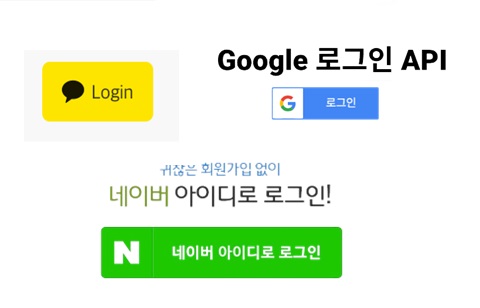 Google 로그인 API
Login
로그인
귀찮은 회원가입 없이
네이버 아이디로 로그인!
N 네이버 아이디로 로그인